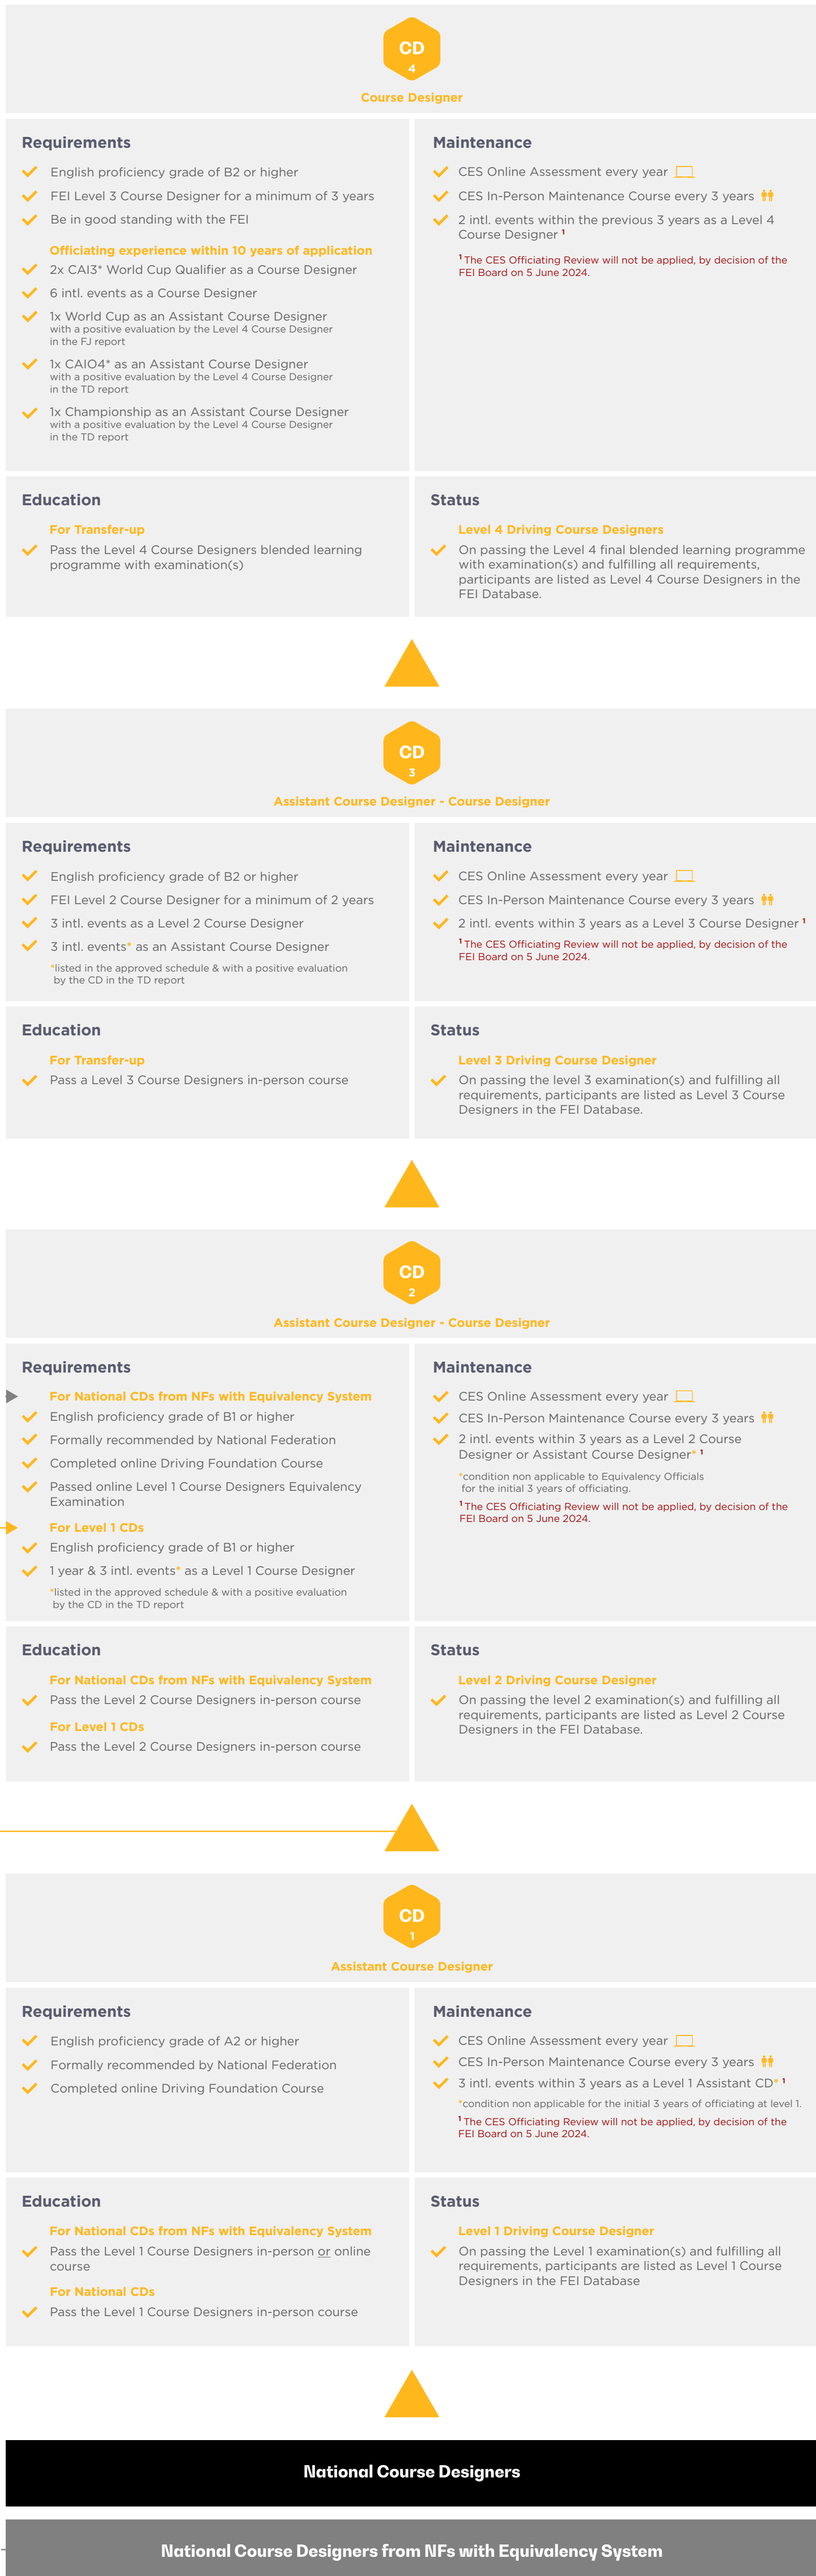 CD
4
Course Designer
Requirements
English proficiency grade of B2 or higher
FEI Level 3 Course Designer for a minimum of 3 years
Be in good standing with the FEI
Officiating experience within 10 years of application
2x CAI3* World Cup Qualifier as a Course Designer
6 intl. events as a Course Designer
1x World Cup as an Assistant Course Designer
with a positive evaluation by the Level 4 Course Designer
in the FJ report
1x CAIO4* as an Assistant Course Designer
with a positive evaluation by the Level 4 Course Designer
in the TD report
1x Championship as an Assistant Course Designer
with a positive evaluation by the Level 4 Course Designer
in the TD report
Maintenance
CES Online Assessment every year
CES In-Person Maintenance Course every 3 years
2 intl. events within the previous 3 years as a Level 4
Course Designer 1
1 The CES Officiating Review will not be applied, by decision of the
FEI Board on 5 June 2024.
Education
For Transfer-up
Pass the Level 4 Course Designers blended learning
programme with examination(s)
Status
Level 4 Driving Course Designers
On passing the Level 4 final blended learning programme
with examination(s) and fulfilling all requirements,
participants are listed as Level 4 Course Designers in the
FEI Database.
CD
3
Assistant Course Designer - Course Designer
Requirements
English proficiency grade of B2 or higher
FEI Level 2 Course Designer for a minimum of 2 years
3 intl. events as a Level 2 Course Designer
3 intl. events* as an Assistant Course Designer
*listed in the approved schedule & with a positive evaluation
by the CD in the TD report
Maintenance
CES Online Assessment every year
CES In-Person Maintenance Course every 3 years
2 intl. events within 3 years as a Level 3 Course Designer 1
1 The CES Officiating Review will not be applied, by decision of the
FEI Board on 5 June 2024.
Education
For Transfer-up
Pass a Level 3 Course Designers in-person course
Status
Level 3 Driving Course Designer
On passing the level 3 examination(s) and fulfilling all
requirements, participants are listed as Level 3 Course
Designers in the FEI Database.
CD
2
Assistant Course Designer - Course Designer
Requirements
For National CDs from NFs with Equivalency System
English proficiency grade of B1 or higher
Formally recommended by National Federation
Completed online Driving Foundation Course
Passed online Level 1 Course Designers Equivalency
Examination
For Level 1 CDs
English proficiency grade of B1 or higher
1 year & 3 intl. events* as a Level 1 Course Designer
*listed in the approved schedule & with a positive evaluation
by the CD in the TD report
Maintenance
CES Online Assessment every year
CES In-Person Maintenance Course every 3 years
2 intl. events within 3 years as a Level 2 Course
Designer or Assistant Course Designer* 1
*condition non applicable to Equivalency Officials
for the initial 3 years of officiating.
1 The CES Officiating Review will not be applied, by decision of the
FEI Board on 5 June 2024.
Education
For National CDs from NFs with Equivalency System
Pass the Level 2 Course Designers in-person course
For Level 1 CDs
Pass the Level 2 Course Designers in-person course
Status
Level 2 Driving Course Designer
On passing the level 2 examination(s) and fulfilling all
requirements, participants are listed as Level 2 Course
Designers in the FEI Database.
CD
1
Assistant Course Designer
Requirements
English proficiency grade of A2 or higher
Formally recommended by National Federation
Completed online Driving Foundation Course
Maintenance
CES Online Assessment every year
CES In-Person Maintenance Course every 3 years
3 intl. events within 3 years as a Level 1 Assistant CD* 1
*condition non applicable for the initial 3 years of officiating at level 1.
1 The CES Officiating Review will not be applied, by decision of the
FEI Board on 5 June 2024.
Education
For National CDs from NFs with Equivalency System
Pass the Level 1 Course Designers in-person or online
course
For National CDs
Pass the Level 1 Course Designers in-person course
Status
Level 1 Driving Course Designer
On passing the Level 1 examination(s) and fulfilling all
requirements, participants are listed as Level 1 Course
Designers in the FEI Database
National Course Designers
National Course Designers from NFs with Equivalency System